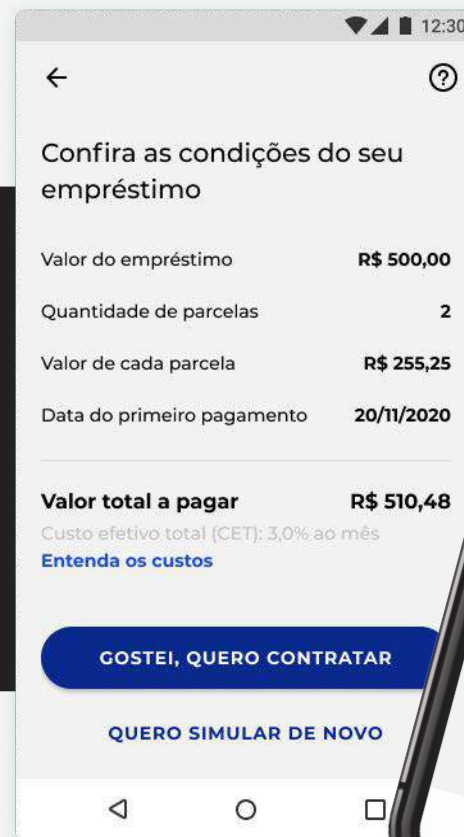 12:30
Confira as condições do seu
empréstimo
Valor do empréstimo R$ 500,00
Quantidade de parcelas 2
Valor de cada parcela R$ 255,25
Data do primeiro pagamento 20/11/2020
Valor total a pagar R$ 510,48
Custo efetivo total (CET): 3,0% ao mês
Entenda os custos
GOSTEI, QUERO CONTRATAR
QUERO SIMULAR DE NOVO